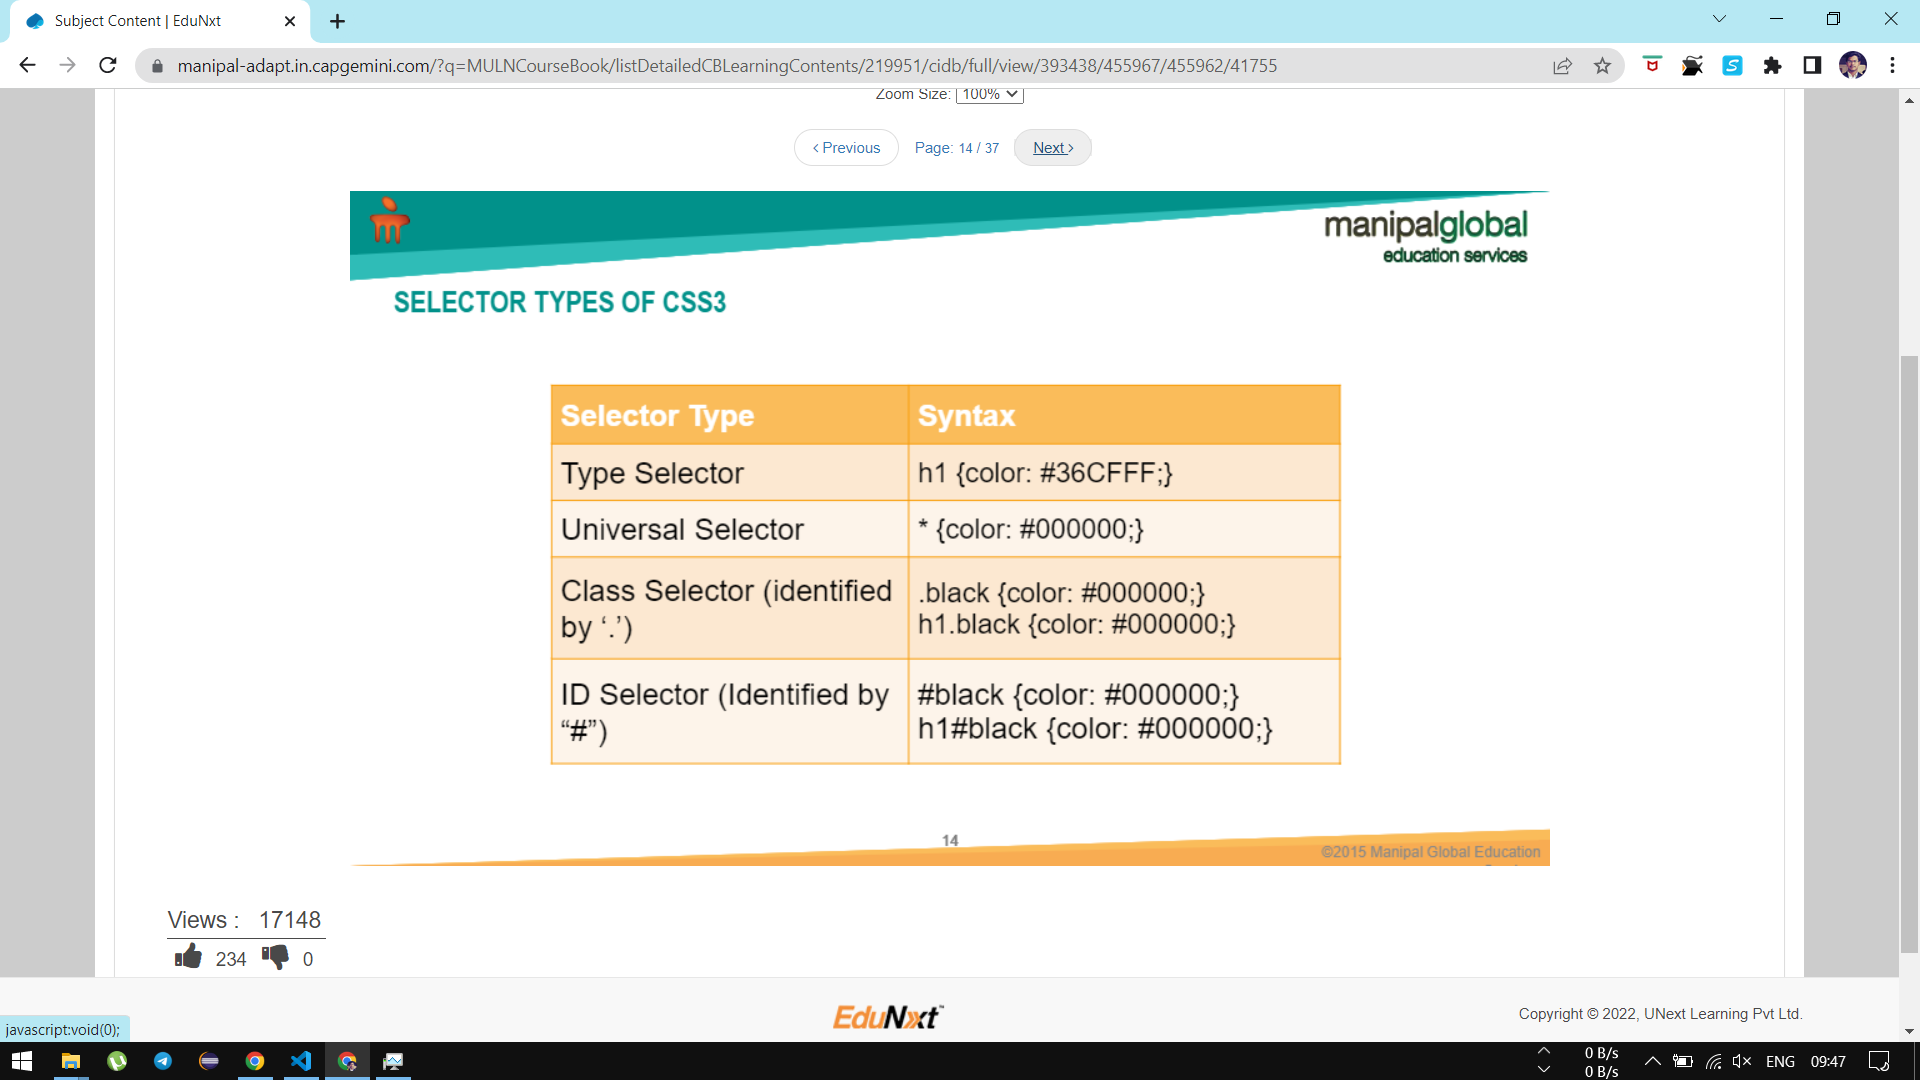 Subject Content | EduNxt
manipal-adapt.in.capgemini.com/?q=MULNCourseBook/listDetailedCBLearningContents/219951/cidb/full/view/393438/455967/455962/41755
Zoom Size: 100%
‹ Previous Page: 14 / 37 Next ›
manipalglobal
education services
SELECTOR TYPES OF CSS3
Selector Type Syntax
Type Selector h1 {color: #36CFFF;}
Universal Selector * {color: #000000;}
Class Selector (identified by ‘.’) .black {color: #000000;}
h1.black {color: #000000;}
ID Selector (Identified by “#”) #black {color: #000000;}
h1#black {color: #000000;}
14
©2015 Manipal Global Education
Views : 17148
234 0
EduNxt™
Copyright © 2022, UNext Learning Pvt Ltd.
javascript:void(0);
0 B/s
0 B/s
ENG 09:47